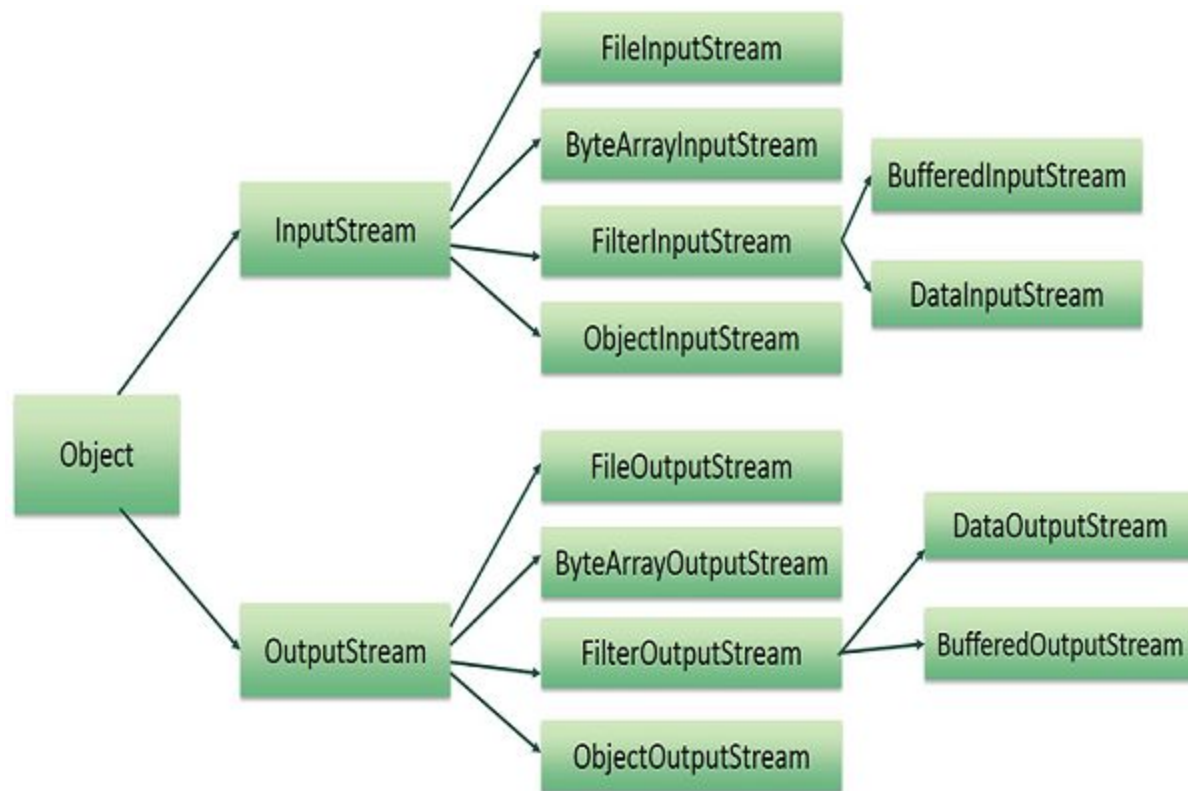 FileInputStream
ByteArrayInputStream
BufferedInputStream
InputStream
FilterInputStream
DataInputStream
ObjectInputStream
Object
FileOutputStream
DataOutputStream
ByteArrayOutputStream
OutputStream
FilterOutputStream
BufferedOutputStream
ObjectOutputStream